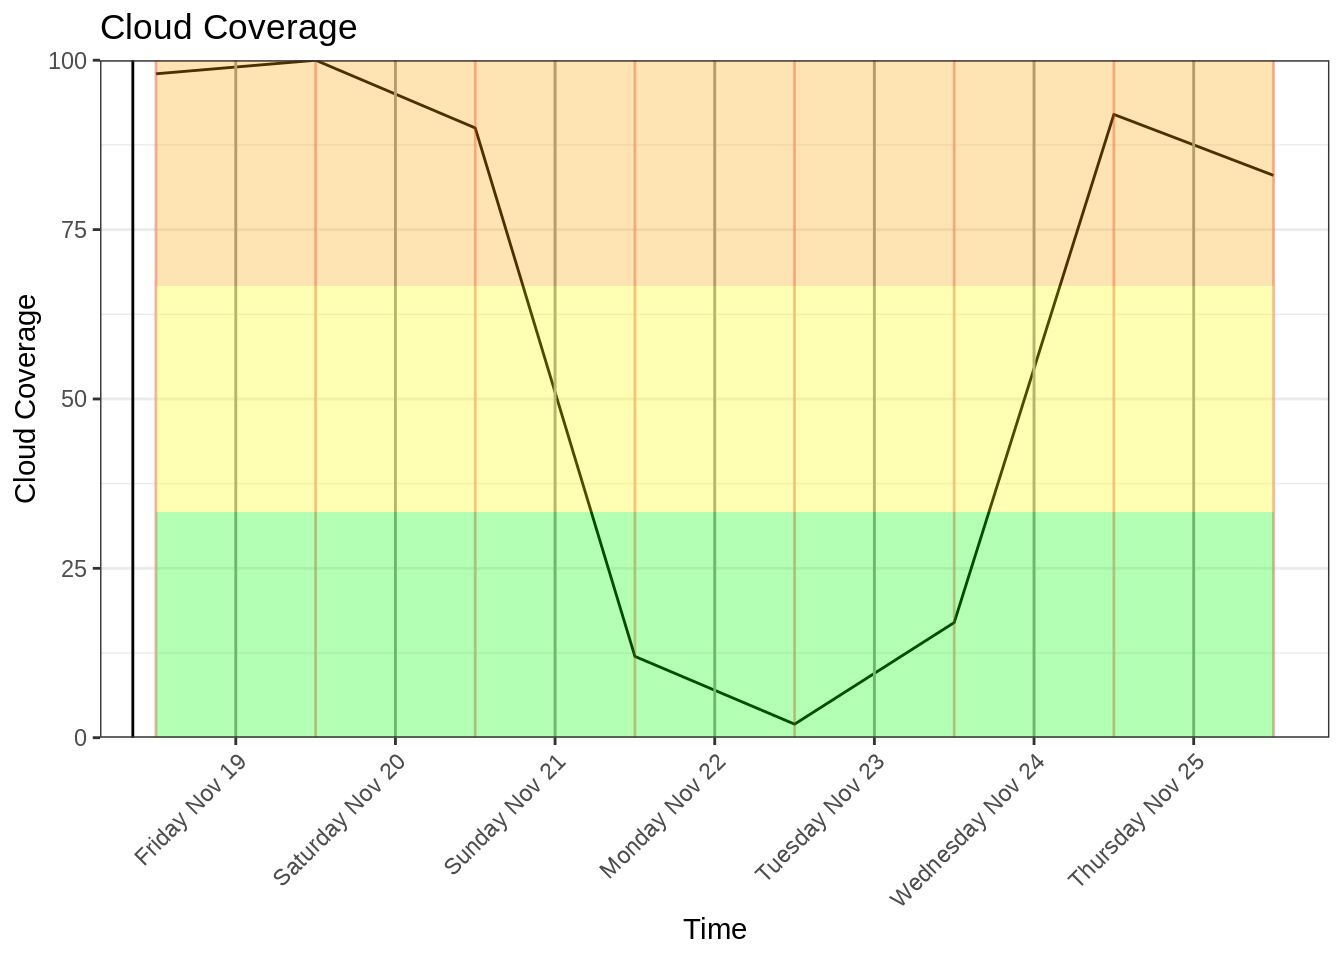 Cloud Coverage
100
75
50
25
0
Cloud Coverage
Friday Nov 19
Saturday Nov 20
Sunday Nov 21
Monday Nov 22
Tuesday Nov 23
Wednesday Nov 24
Thursday Nov 25
Time